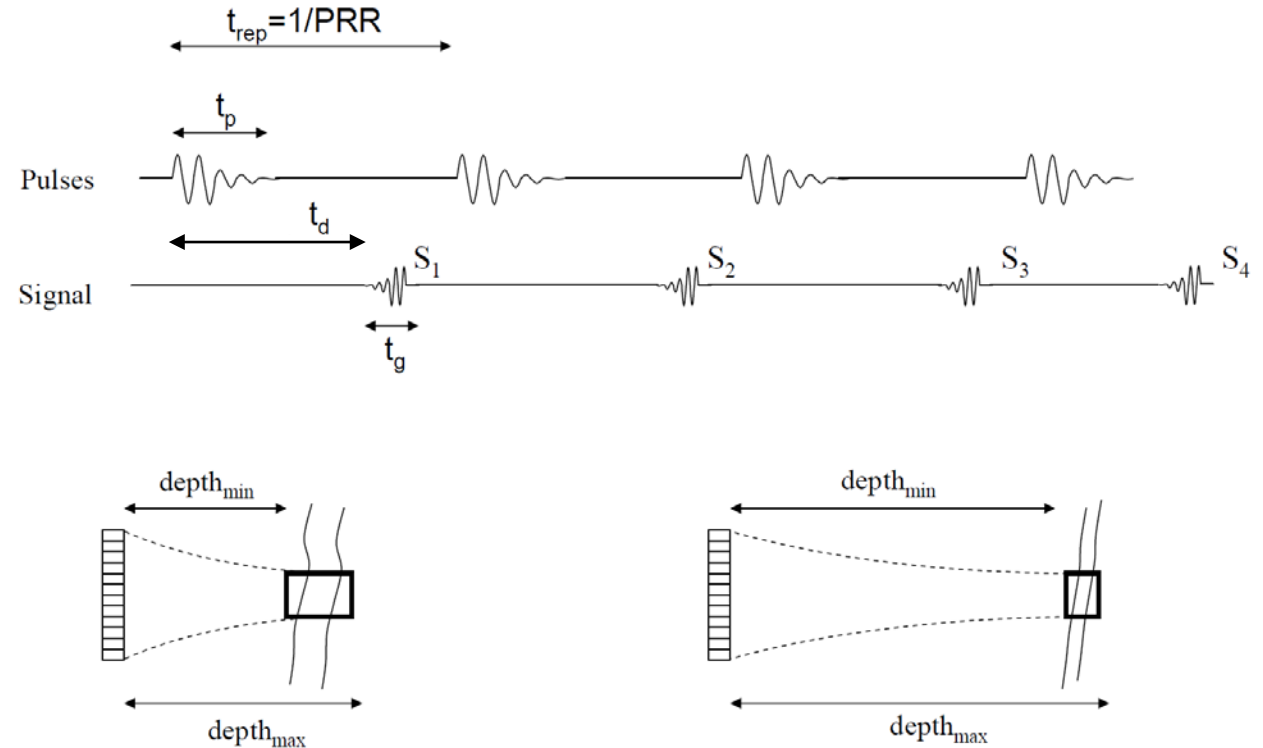 t_rep=1/PRR
t_p
Pulses
t_d
S_1 S_2 S_3 S_4
Signal
t_g
depth_min depth_min
depth_max depth_max